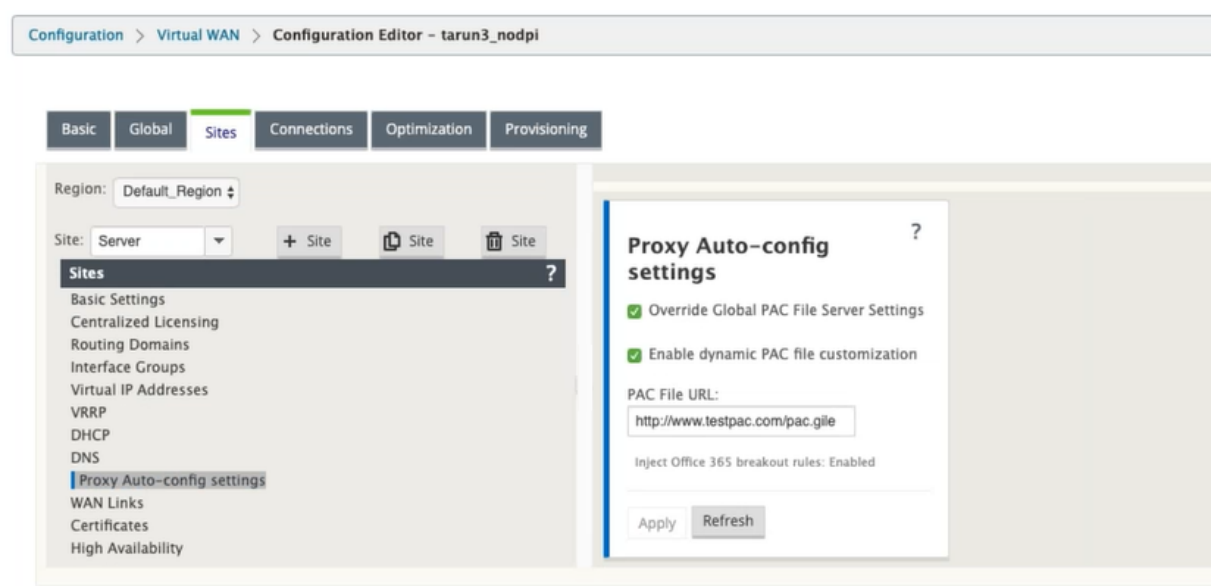 Configuration > Virtual WAN > Configuration Editor – tarun3_nodpi
Basic Global Sites Connections Optimization Provisioning
Region: Default_Region
Site: Server + Site Site Site
Sites ?
Basic Settings
Centralized Licensing
Routing Domains
Interface Groups
Virtual IP Addresses
VRRP
DHCP
DNS
Proxy Auto-config settings
WAN Links
Certificates
High Availability
Proxy Auto-config ?
settings
Override Global PAC File Server Settings
Enable dynamic PAC file customization
PAC File URL:
http://www.testpac.com/pac.gile
Inject Office 365 breakout rules: Enabled
Apply Refresh